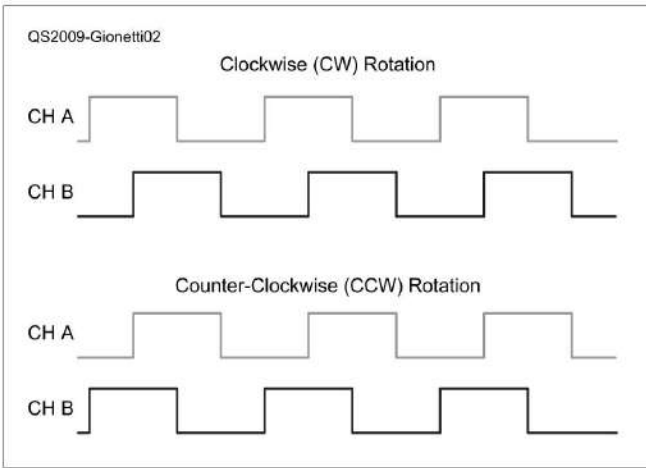 QS2009-Gionetti02
Clockwise (CW) Rotation
CH A
CH B
Counter-Clockwise (CCW) Rotation
CH A
CH B